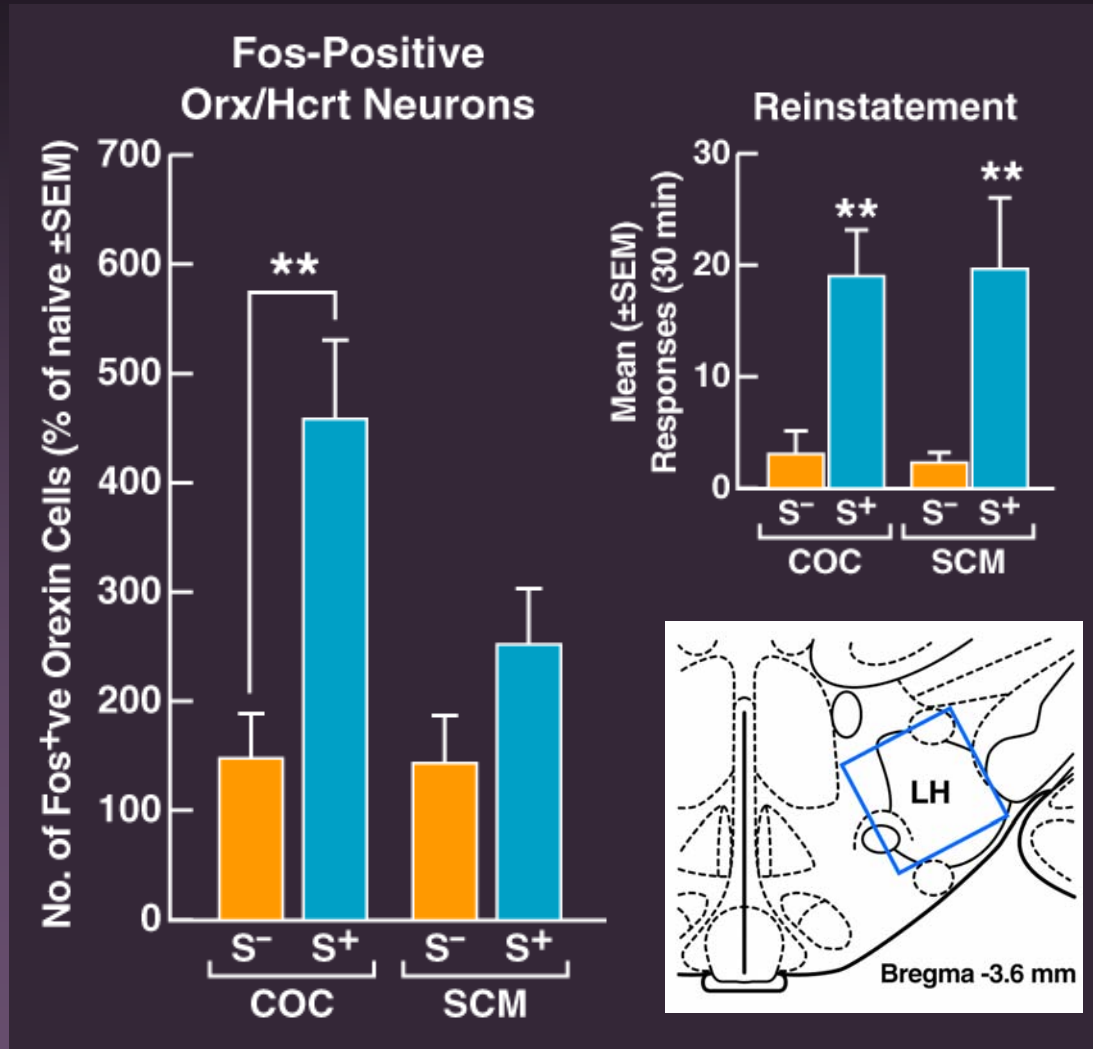 Fos-Positive
Orx/Hcrt Neurons
No. of Fos⁺ve Orexin Cells (% of naive ±SEM)
700
600
500
400
300
200
100
0
**
S⁻ S⁺ S⁻ S⁺
COC SCM
Reinstatement
Mean (±SEM)
Responses (30 min)
30
20
10
0
** **
S⁻ S⁺ S⁻ S⁺
COC SCM
LH
Bregma -3.6 mm